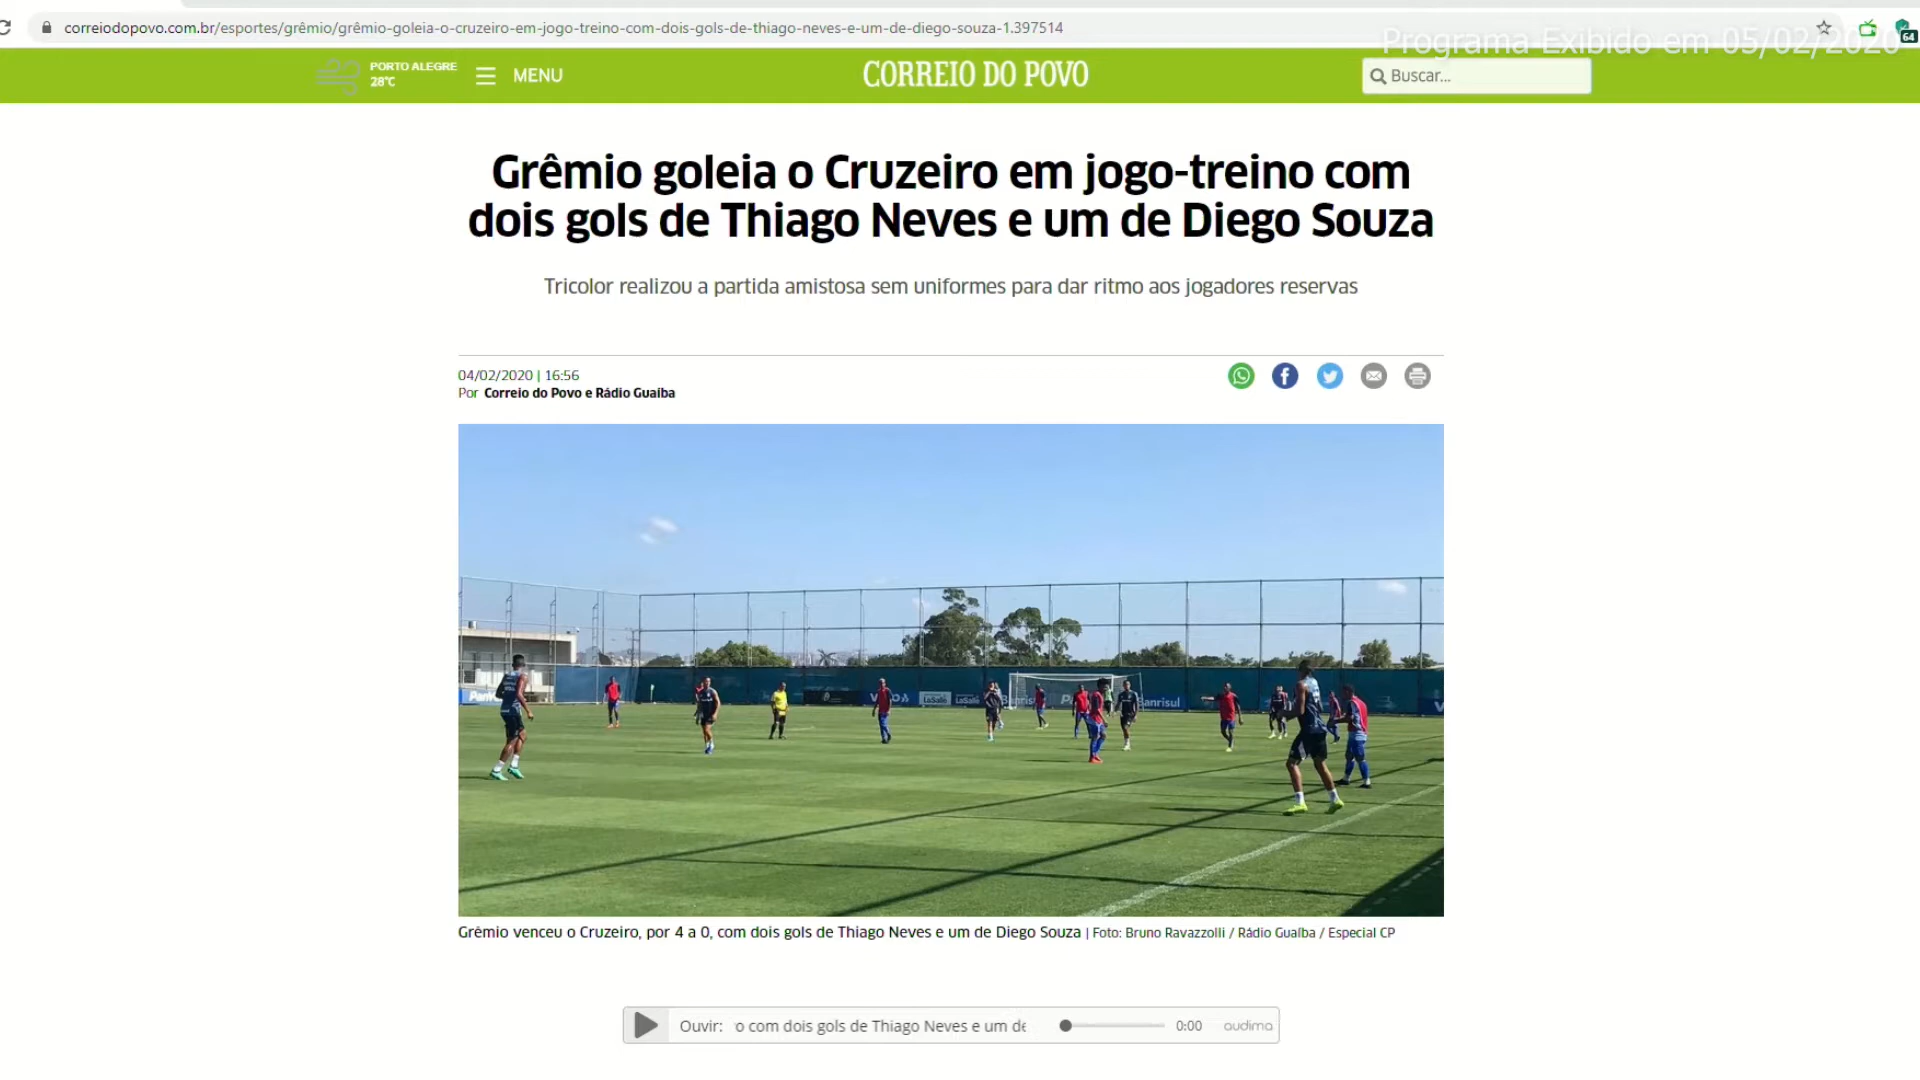 correiodopovo.com.br/esportes/grêmio/grêmio-goleia-o-cruzeiro-em-jogo-treino-com-dois-gols-de-thiago-neves-e-um-de-diego-souza-1.397514
Programa Exibido em 05/02/2020
64
PORTO ALEGRE
28°C
MENU
CORREIO DO POVO
Buscar...
Grêmio goleia o Cruzeiro em jogo-treino com
dois gols de Thiago Neves e um de Diego Souza
Tricolor realizou a partida amistosa sem uniformes para dar ritmo aos jogadores reservas
04/02/2020 | 16:56
Por Correio do Povo e Rádio Guaíba
LaSalle
LaSalle
Banrisul
Banrisul
Grêmio venceu o Cruzeiro, por 4 a 0, com dois gols de Thiago Neves e um de Diego Souza | Foto: Bruno Ravazzolli / Rádio Guaíba / Especial CP
Ouvir: o com dois gols de Thiago Neves e um de
0:00
audima